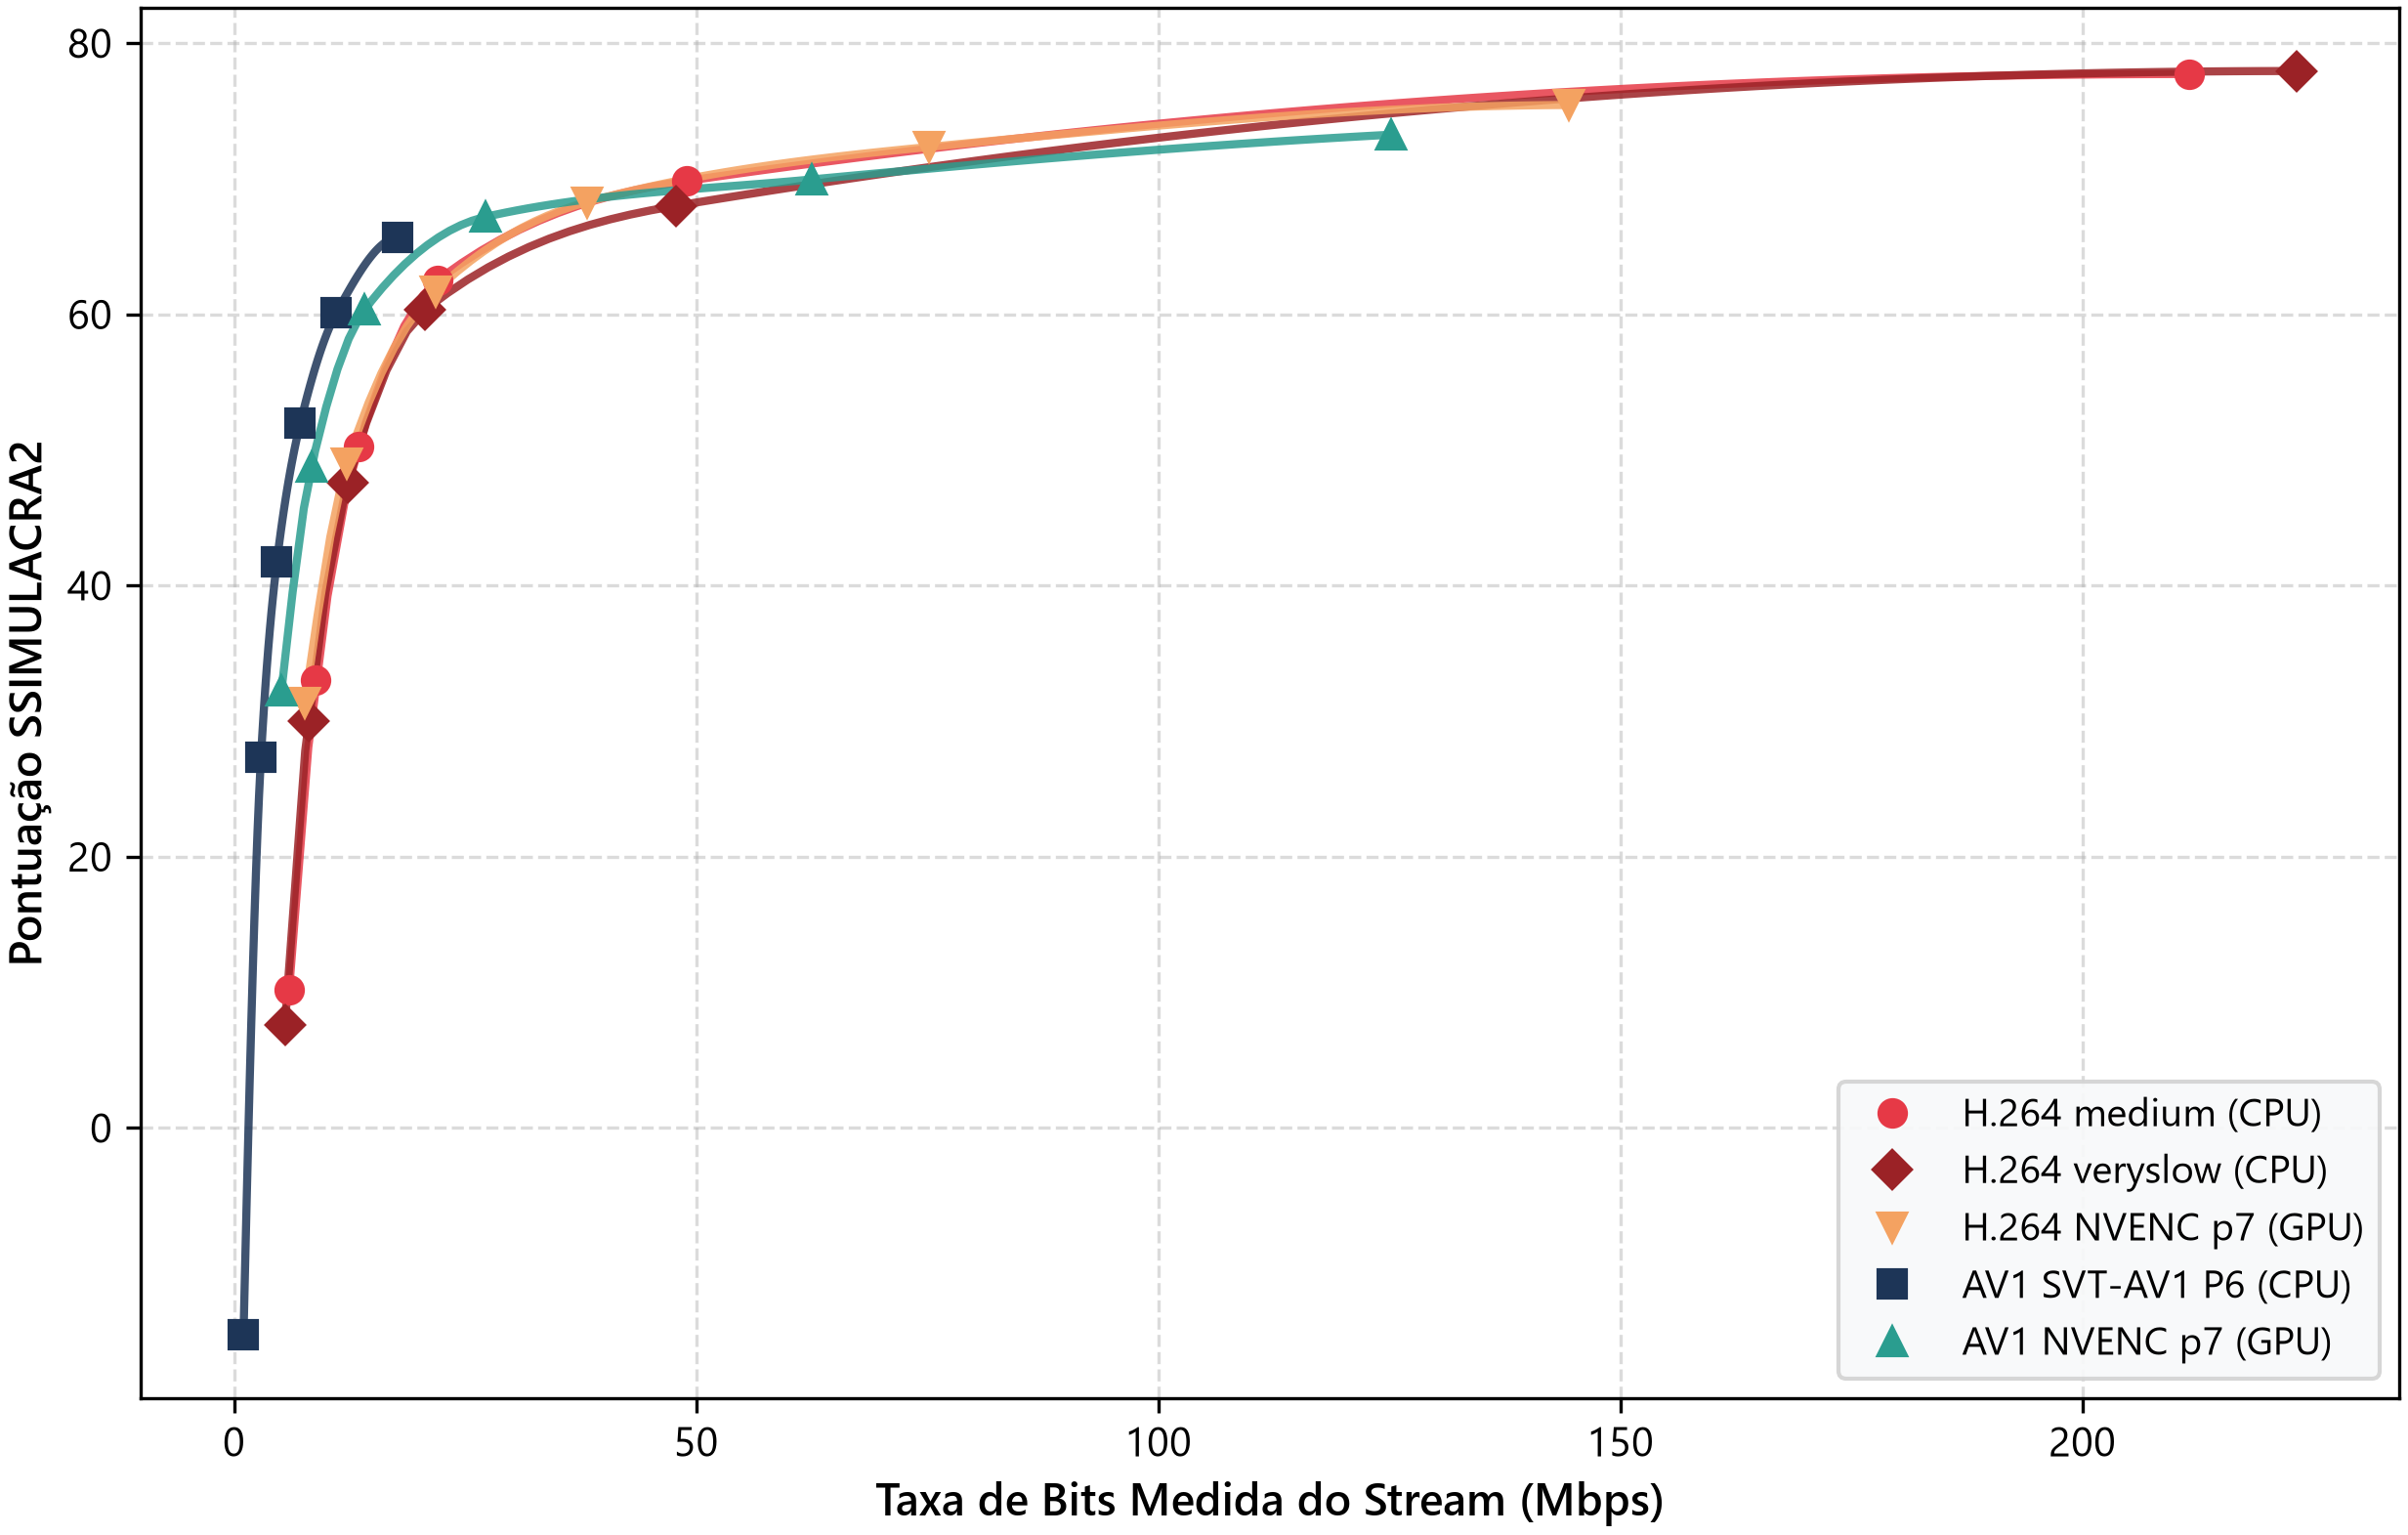 80
60
40
20
0
Pontuação SSIMULACRA2
0 50 100 150 200
Taxa de Bits Medida do Stream (Mbps)
H.264 medium (CPU)
H.264 veryslow (CPU)
H.264 NVENC p7 (GPU)
AV1 SVT-AV1 P6 (CPU)
AV1 NVENC p7 (GPU)